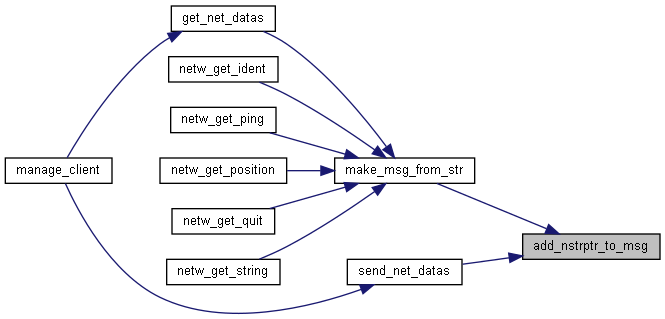 get_net_datas
netw_get_ident
netw_get_ping
manage_client
netw_get_position
make_msg_from_str
netw_get_quit
add_nstrptr_to_msg
netw_get_string
send_net_datas